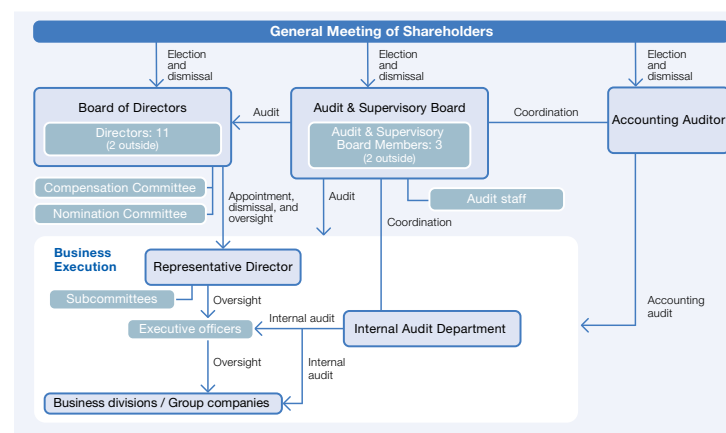 General Meeting of Shareholders
Election
and
dismissal
Election
and
dismissal
Election
and
dismissal
Board of Directors
Directors: 11
(2 outside)
Audit
Audit & Supervisory Board
Audit & Supervisory
Board Members: 3
(2 outside)
Coordination
Accounting Auditor
Compensation Committee
Nomination Committee
Appointment,
dismissal, and
oversight
Audit
Coordination
Audit staff
Business
Execution
Representative Director
Subcommittees
Oversight
Executive officers
Internal audit
Internal Audit Department
Accounting
audit
Oversight
Internal
audit
Business divisions / Group companies